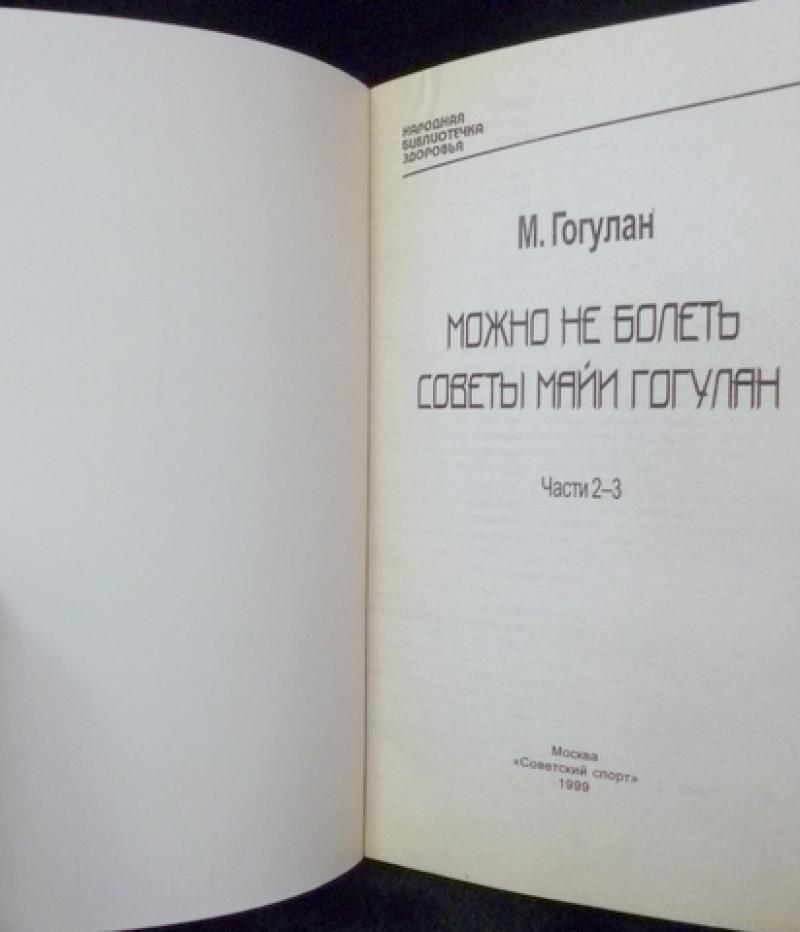 НАРОДНАЯ
БИБЛИОТЕЧКА
ЗДОРОВЬЯ
М. Гогулан
МОЖНО НЕ БОЛЕТЬ
СОВЕТЫ МАЙИ ГОГУЛАН
Части 2–3
Москва
«Советский спорт»
1999